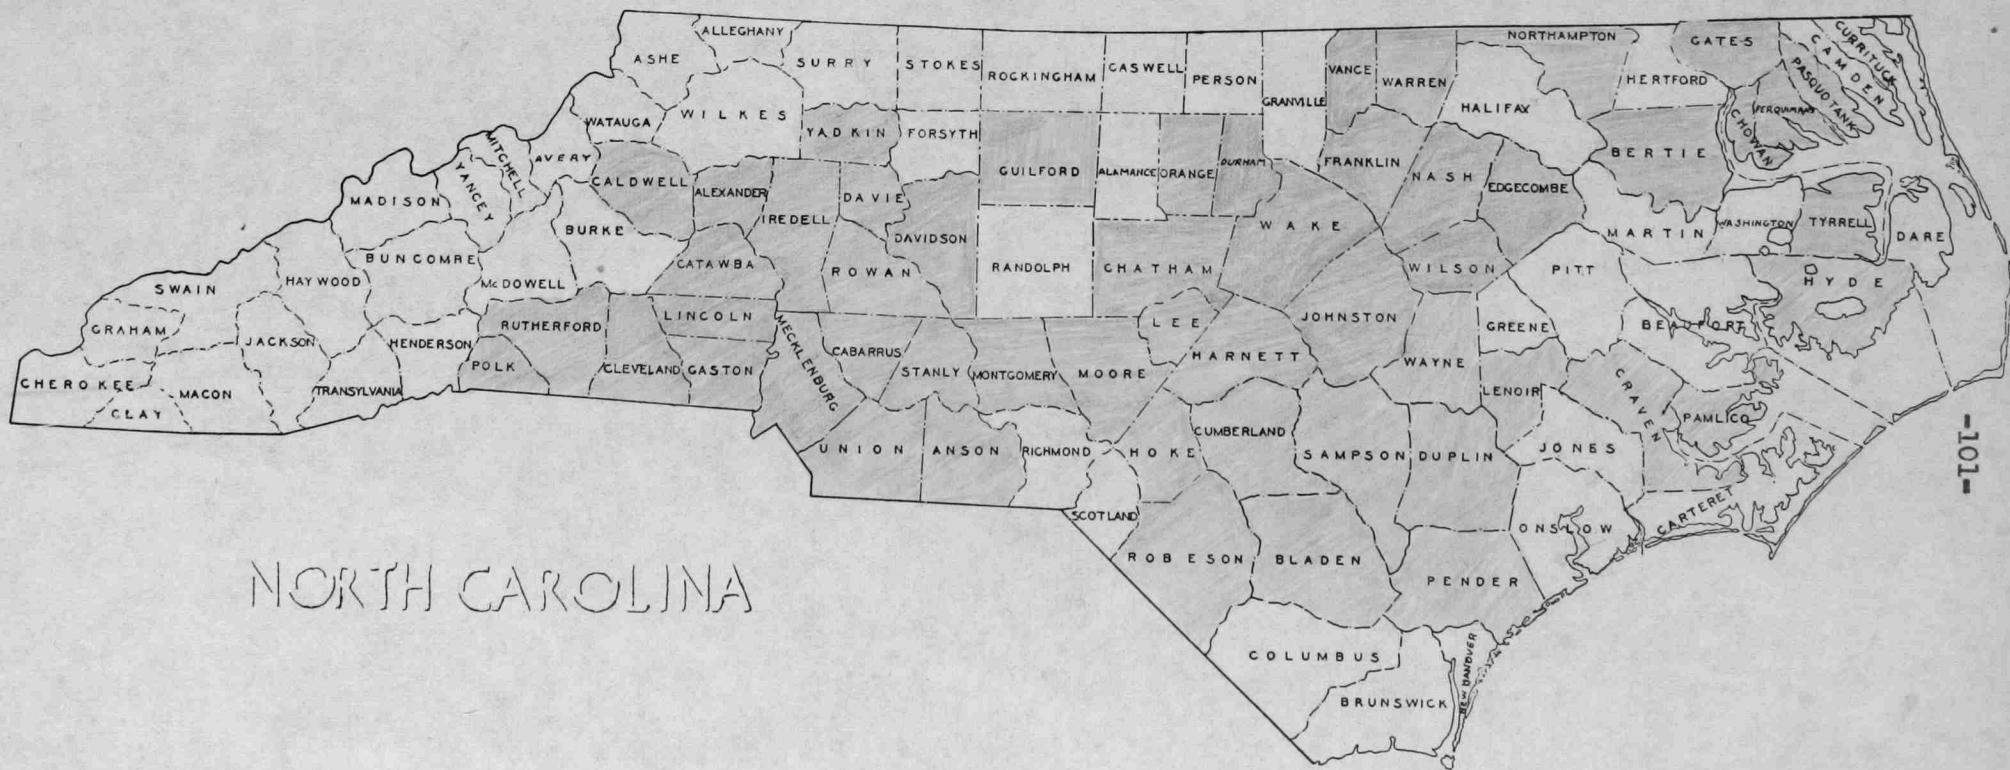 ALLEGHANY
ASHE
SURRY
STOKES
ROCKINGHAM
CASWELL
PERSON
GRANVILLE
VANCE
WARREN
NORTHAMPTON
HALIFAX
HERTFORD
GATES
CURRITUCK
CAMDEN
PASQUOTANK
PERQUIMANS
CHOWAN
WATAUGA
WILKES
YADKIN
FORSYTH
GUILFORD
ALAMANCE
ORANGE
DURHAM
FRANKLIN
NASH
EDGECOMBE
BERTIE
MITCHELL
AVERY
YANCEY
MADISON
CALDWELL
ALEXANDER
IREDELL
DAVIE
DAVIDSON
WAKE
MARTIN
WASHINGTON
TYRRELL
DARE
BUNCOMRE
BURKE
McDOWELL
CATAWBA
ROWAN
RANDOLPH
CHATHAM
WILSON
PITT
HYDE
SWAIN
HAYWOOD
GRAHAM
JACKSON
HENDERSON
RUTHERFORD
LINCOLN
MECKLENBURG
CABARRUS
STANLY
MONTGOMERY
MOORE
LEE
HARNETT
JOHNSTON
WAYNE
GREENE
BEAUFORT
CHEROKEE
MACON
CLAY
TRANSYLVANIA
POLK
CLEVELAND
GASTON
LENOIR
CRAVEN
PAMLICO
UNION
ANSON
RICHMOND
HOKE
CUMBERLAND
SAMPSON
DUPLIN
JONES
SCOTLAND
ROBESON
BLADEN
PENDER
ONSLOW
CARTERET
COLUMBUS
BRUNSWICK
NEW HANOVER
NORTH CAROLINA
-101-